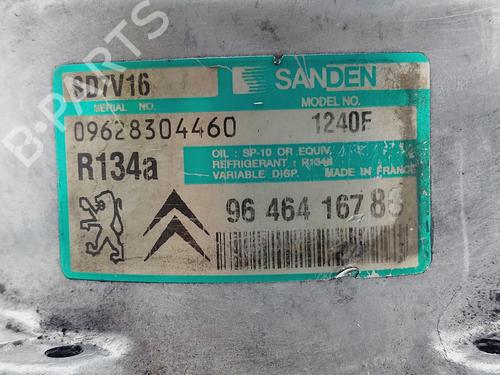 SD7V16
SANDEN
SERIAL NO.
MODEL NO.
09628304460
1240F
R134a
OIL : SP-10 OR EQUIV.
REFRIGERANT : R134a
VARIABLE DISP. MADE IN FRANCE
96 464 167 80
B-PARTS